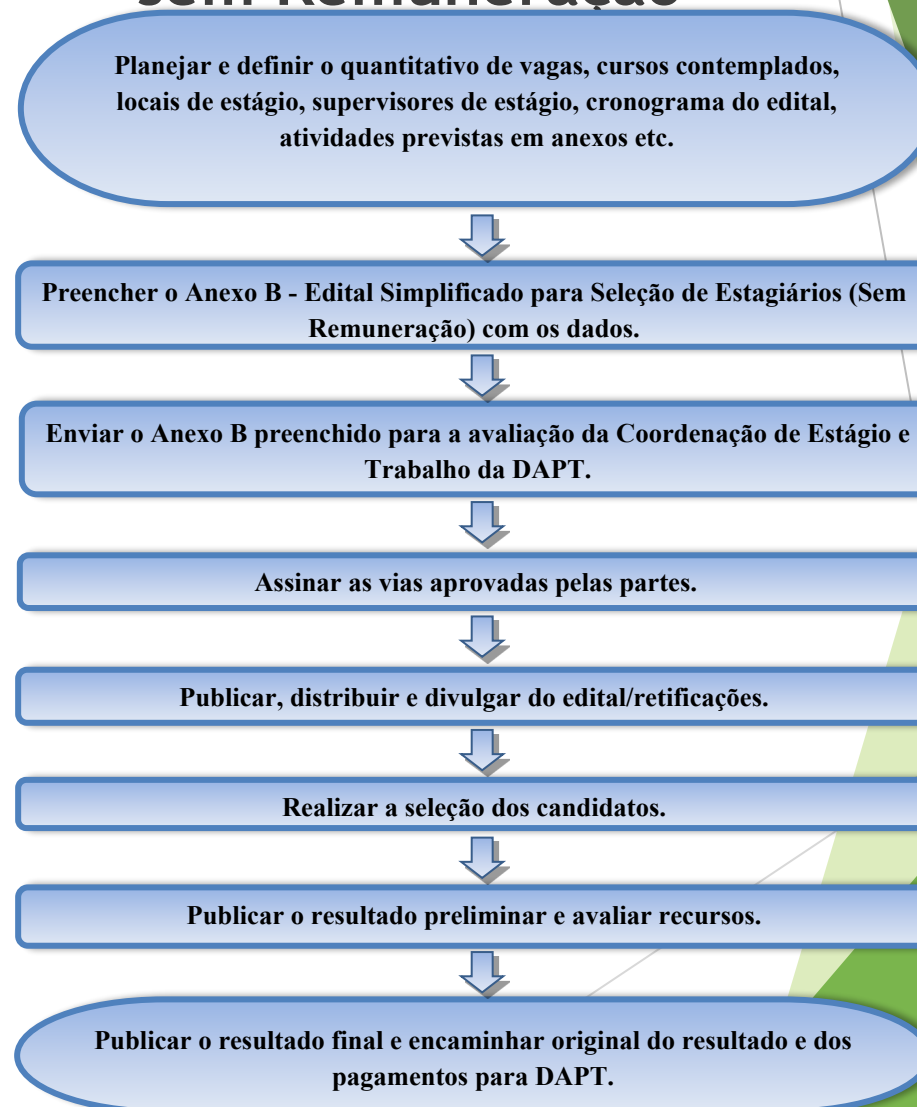 sem Remuneração
Planejar e definir o quantitativo de vagas, cursos contemplados,
locais de estágio, supervisores de estágio, cronograma do edital,
atividades previstas em anexos etc.
Preencher o Anexo B - Edital Simplificado para Seleção de Estagiários (Sem
Remuneração) com os dados.
Enviar o Anexo B preenchido para a avaliação da Coordenação de Estágio e
Trabalho da DAPT.
Assinar as vias aprovadas pelas partes.
Publicar, distribuir e divulgar do edital/retificações.
Realizar a seleção dos candidatos.
Publicar o resultado preliminar e avaliar recursos.
Publicar o resultado final e encaminhar original do resultado e dos
pagamentos para DAPT.